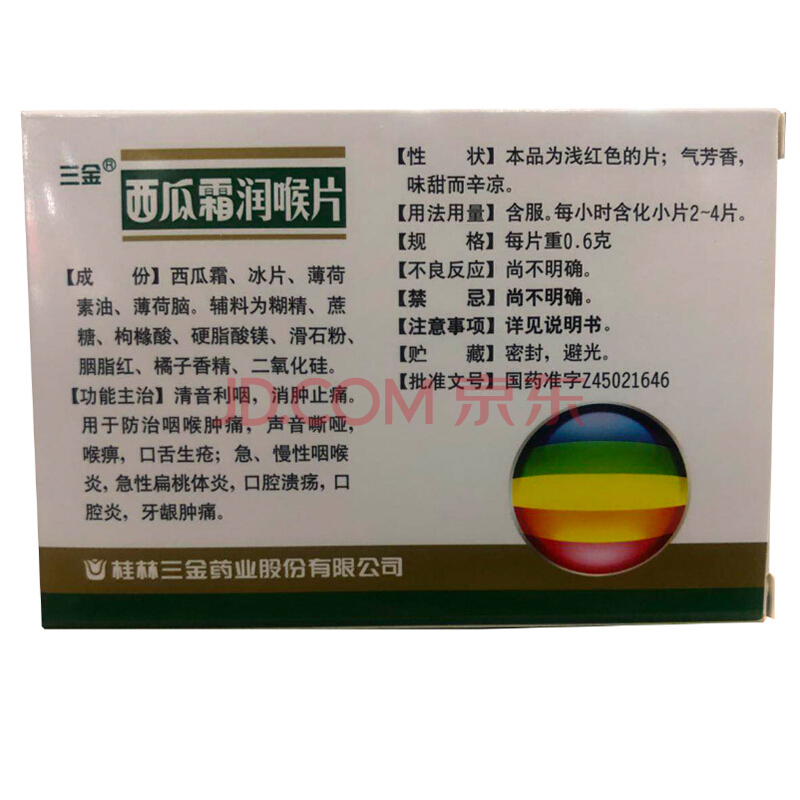 三金®
西瓜霜润喉片
【成 份】西瓜霜、冰片、薄荷
素油、薄荷脑。辅料为糊精、蔗
糖、枸橼酸、硬脂酸镁、滑石粉、
胭脂红、橘子香精、二氧化硅。
【功能主治】清音利咽,消肿止痛。
用于防治咽喉肿痛,声音嘶哑,
喉痹,口舌生疮;急、慢性咽喉
炎,急性扁桃体炎,口腔溃疡,口
腔炎,牙龈肿痛。
【性 状】本品为浅红色的片;气芳香,
味甜而辛凉。
【用法用量】含服。每小时含化小片2~4片。
【规 格】每片重0.6克
【不良反应】尚不明确。
【禁 忌】尚不明确。
【注意事项】详见说明书。
【贮 藏】密封,避光。
【批准文号】国药准字Z45021646
JD.COM 京东
桂林三金药业股份有限公司